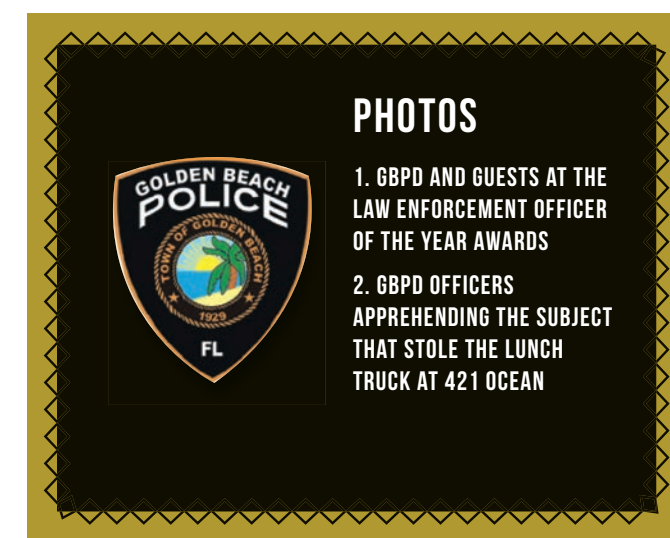 GOLDEN BEACH
POLICE
TOWN OF GOLDEN BEACH
1929
FL
PHOTOS
1. GBPD AND GUESTS AT THE
LAW ENFORCEMENT OFFICER
OF THE YEAR AWARDS
2. GBPD OFFICERS
APPREHENDING THE SUBJECT
THAT STOLE THE LUNCH
TRUCK AT 421 OCEAN